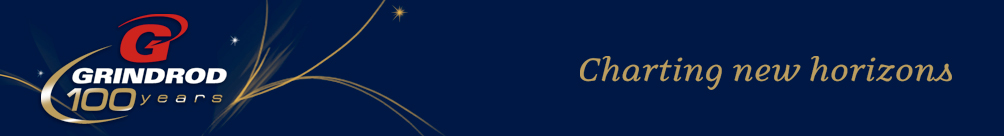 G
GRINDROD
100 years
Charting new horizons